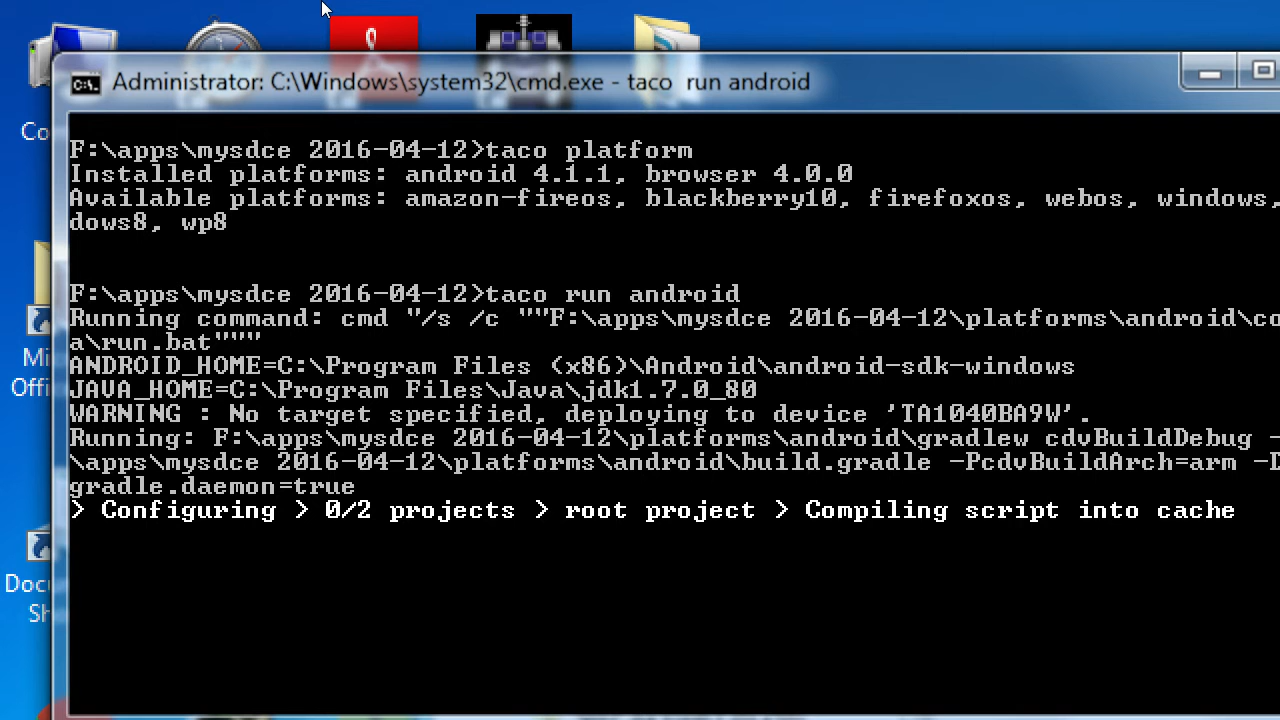 Administrator: C:\Windows\system32\cmd.exe - taco  run android
Co
F:\apps\mysdce 2016-04-12>taco platform
Installed platforms: android 4.1.1, browser 4.0.0
Available platforms: amazon-fireos, blackberry10, firefoxos, webos, windows,
dows8, wp8
F:\apps\mysdce 2016-04-12>taco run android
Running command: cmd "/s /c ""F:\apps\mysdce 2016-04-12\platforms\android\co
a\run.bat"""
Mi
ANDROID_HOME=C:\Program Files (x86)\Android\android-sdk-windows
Offi
JAVA_HOME=C:\Program Files\Java\jdk1.7.0_80
WARNING : No target specified, deploying to device 'TA1040BA9W'.
Running: F:\apps\mysdce 2016-04-12\platforms\android\gradlew cdvBuildDebug -
\apps\mysdce 2016-04-12\platforms\android\build.gradle -PcdvBuildArch=arm -D
gradle.daemon=true
> Configuring > 0/2 projects > root project > Compiling script into cache
Docu
Sh